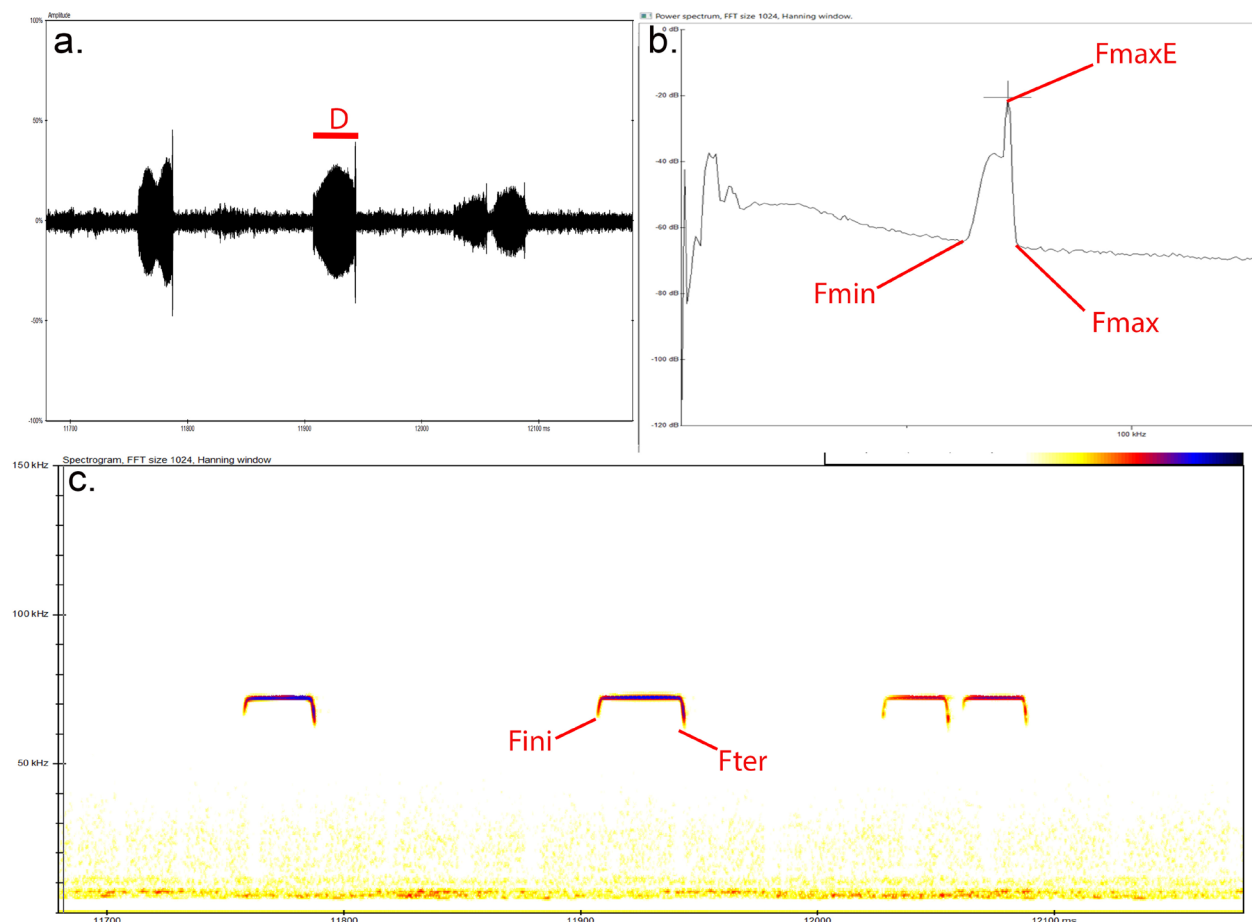 Amplitude
a.
100%
50%
0%
-50%
-100%
D
11700
11800
11900
12000
12100 ms
Power spectrum, FFT size 1024, Hanning window.
b.
0 dB
-20 dB
-40 dB
-60 dB
-80 dB
-100 dB
-120 dB
FmaxE
Fmin
Fmax
100 kHz
Spectrogram, FFT size 1024, Hanning window
c.
150 kHz
100 kHz
50 kHz
Fini
Fter
11700
11800
11900
12000
12100 ms